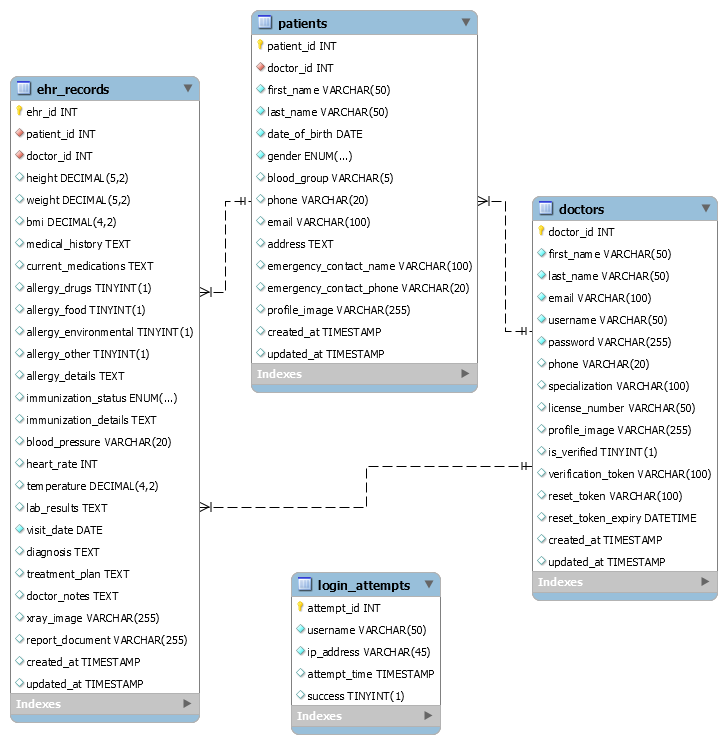 patients
patient_id INT
doctor_id INT
first_name VARCHAR(50)
last_name VARCHAR(50)
date_of_birth DATE
gender ENUM(...)
blood_group VARCHAR(5)
phone VARCHAR(20)
email VARCHAR(100)
address TEXT
emergency_contact_name VARCHAR(100)
emergency_contact_phone VARCHAR(20)
profile_image VARCHAR(255)
created_at TIMESTAMP
updated_at TIMESTAMP
Indexes
ehr_records
ehr_id INT
patient_id INT
doctor_id INT
height DECIMAL(5,2)
weight DECIMAL(5,2)
bmi DECIMAL(4,2)
medical_history TEXT
current_medications TEXT
allergy_drugs TINYINT(1)
allergy_food TINYINT(1)
allergy_environmental TINYINT(1)
allergy_other TINYINT(1)
allergy_details TEXT
immunization_status ENUM(...)
immunization_details TEXT
blood_pressure VARCHAR(20)
heart_rate INT
temperature DECIMAL(4,2)
lab_results TEXT
visit_date DATE
diagnosis TEXT
treatment_plan TEXT
doctor_notes TEXT
xray_image VARCHAR(255)
report_document VARCHAR(255)
created_at TIMESTAMP
updated_at TIMESTAMP
Indexes
doctors
doctor_id INT
first_name VARCHAR(50)
last_name VARCHAR(50)
email VARCHAR(100)
username VARCHAR(50)
password VARCHAR(255)
phone VARCHAR(20)
specialization VARCHAR(100)
license_number VARCHAR(50)
profile_image VARCHAR(255)
is_verified TINYINT(1)
verification_token VARCHAR(100)
reset_token VARCHAR(100)
reset_token_expiry DATETIME
created_at TIMESTAMP
updated_at TIMESTAMP
Indexes
login_attempts
attempt_id INT
username VARCHAR(50)
ip_address VARCHAR(45)
attempt_time TIMESTAMP
success TINYINT(1)
Indexes